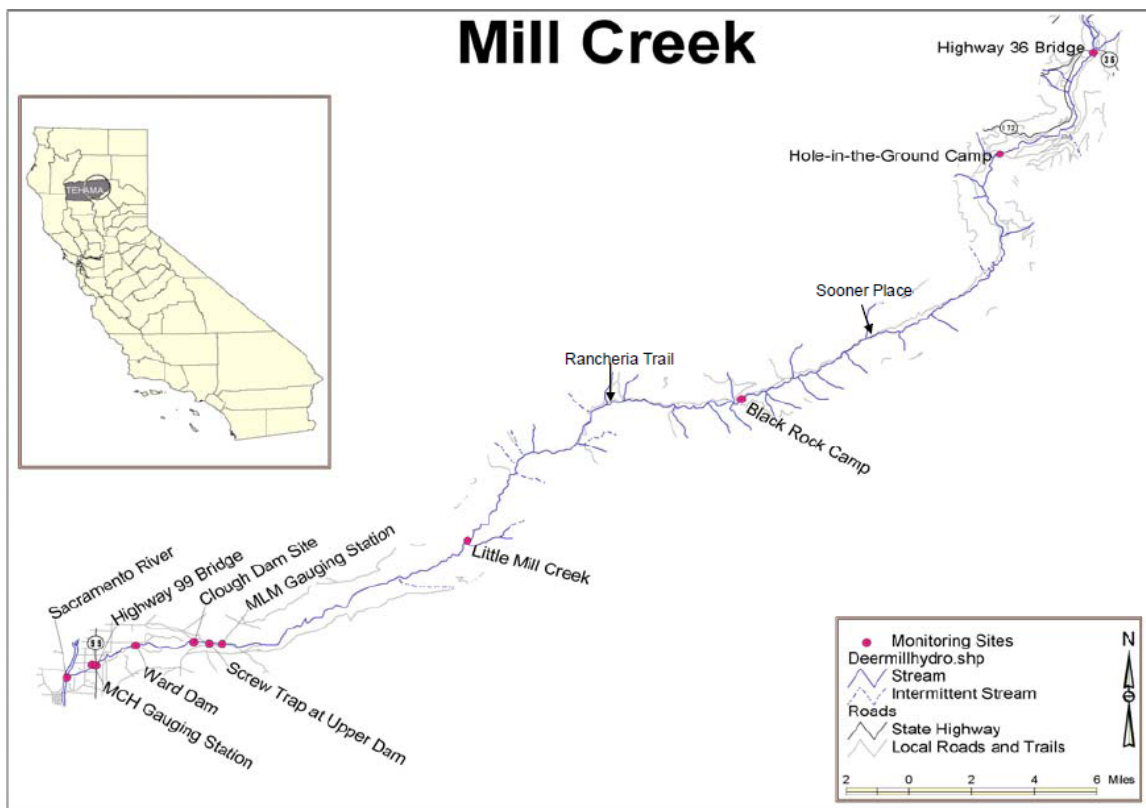 Mill Creek
Highway 36 Bridge
36
172
Hole-in-the-Ground Camp
TEHAMA
Sooner Place
Rancheria Trail
Black Rock Camp
Little Mill Creek
Sacramento River
Highway 99 Bridge
Clough Dam Site
MLM Gauging Station
99
Screw Trap at Upper Dam
Ward Dam
MCH Gauging Station
Monitoring Sites
Deermillhydro.shp
Stream
Intermittent Stream
Roads
State Highway
Local Roads and Trails
N
2 0 2 4 6 Miles